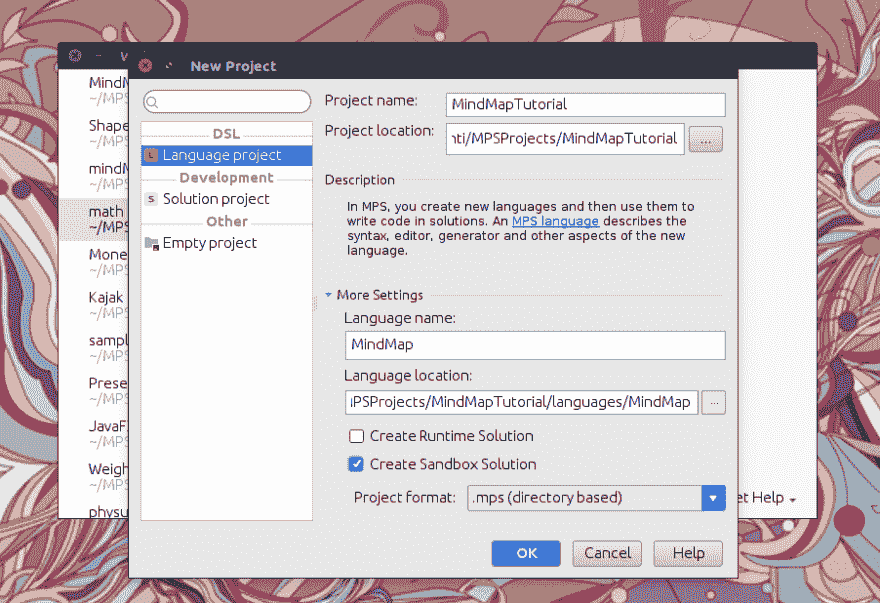 New Project
MindM
~/MPS
Shape
~/MPS
mindM
~/MPS
math
~/MPS
Mone
~/MPS
Kajak
~/MPS
sampl
~/MPS
Prese
~/MPS
JavaF
~/MPS
Weigh
~/MPS
physu
DSL
Language project
Development
Solution project
Other
Empty project
Project name:
MindMapTutorial
Project location:
nti/MPSProjects/MindMapTutorial
...
Description
In MPS, you create new languages and then use them to
write code in solutions. An MPS language describes the
syntax, editor, generator and other aspects of the new
language.
More Settings
Language name:
MindMap
Language location:
PSProjects/MindMapTutorial/languages/MindMap
...
Create Runtime Solution
Create Sandbox Solution
Project format:
.mps (directory based)
et Help
OK
Cancel
Help